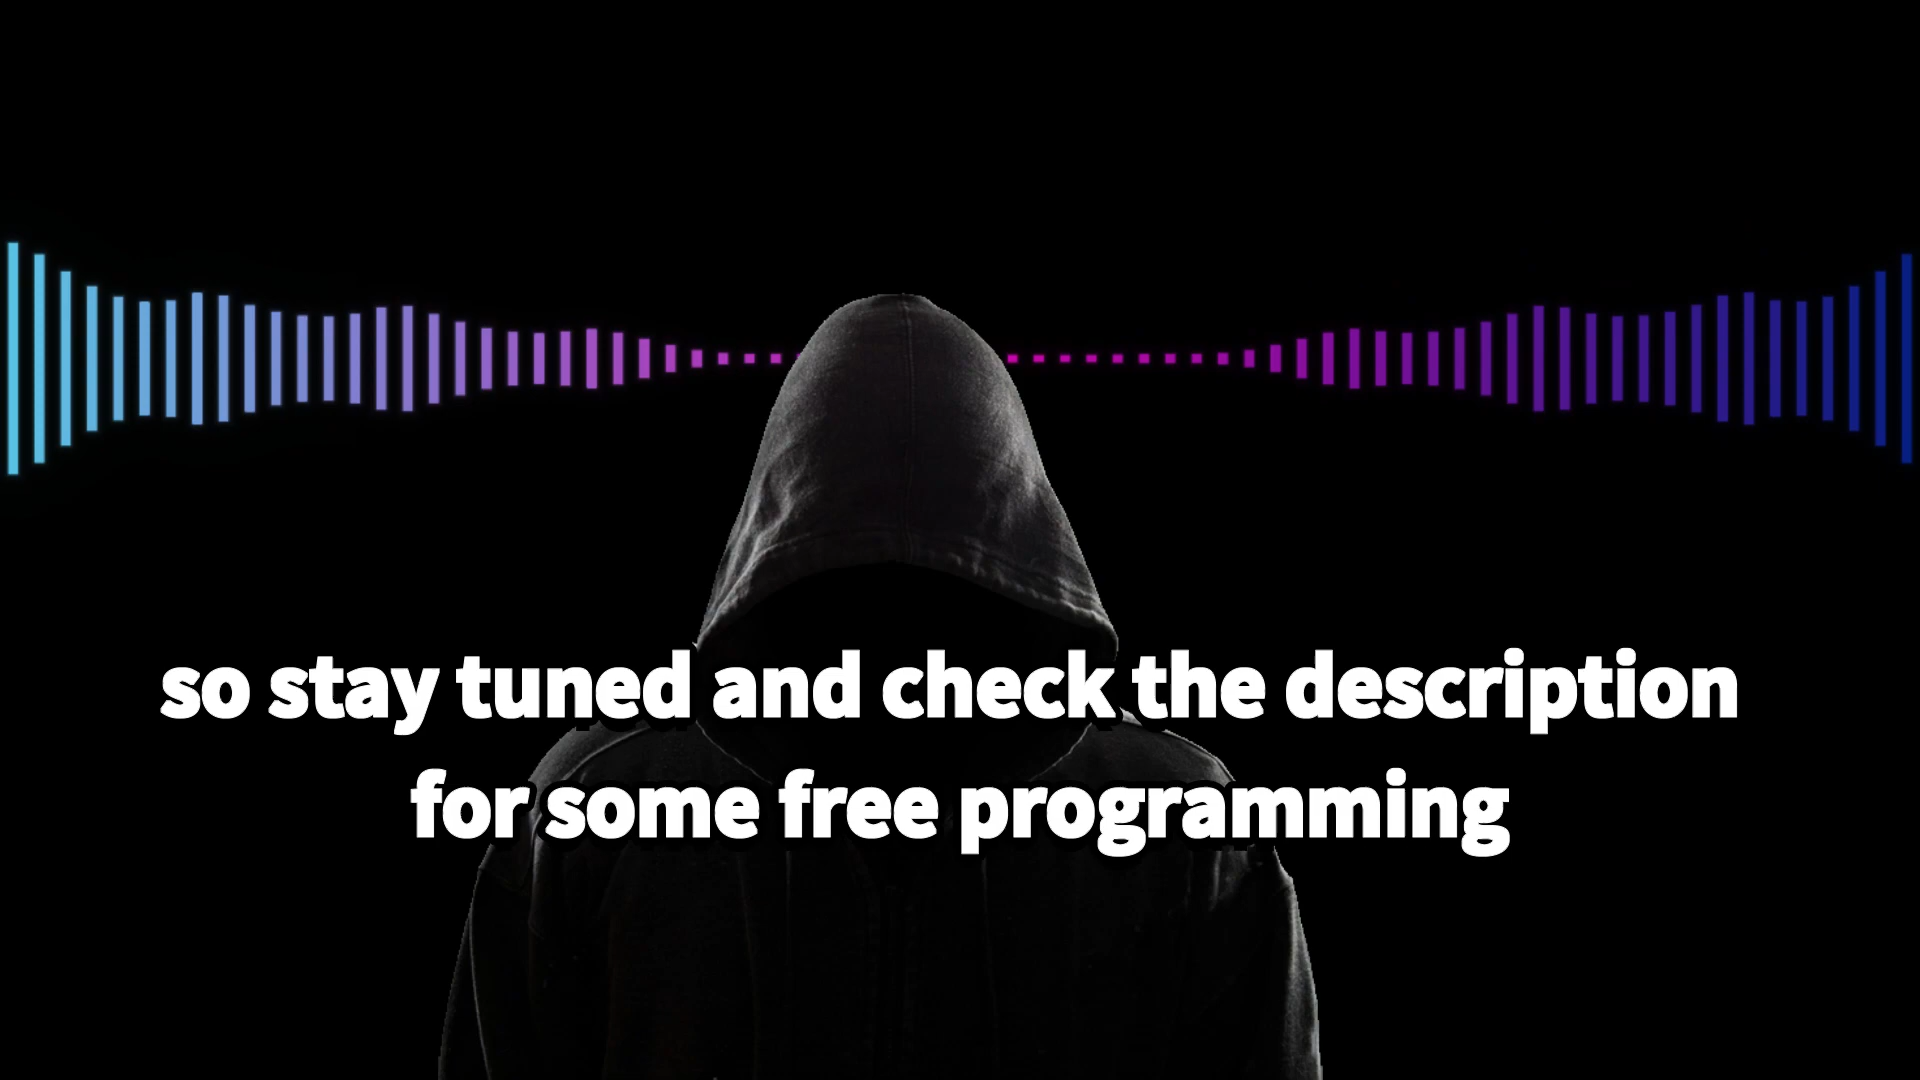 so stay tuned and check the description
for some free programming